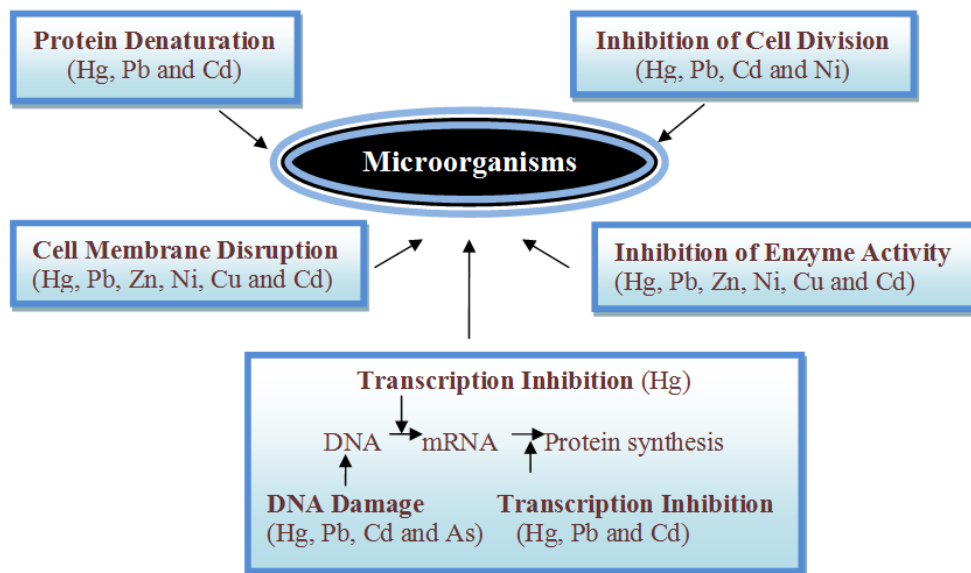 Protein Denaturation
(Hg, Pb and Cd)
Inhibition of Cell Division
(Hg, Pb, Cd and Ni)
Microorganisms
Cell Membrane Disruption
(Hg, Pb, Zn, Ni, Cu and Cd)
Inhibition of Enzyme Activity
(Hg, Pb, Zn, Ni, Cu and Cd)
Transcription Inhibition (Hg)
DNA mRNA Protein synthesis
DNA Damage
(Hg, Pb, Cd and As)
Transcription Inhibition
(Hg, Pb and Cd)